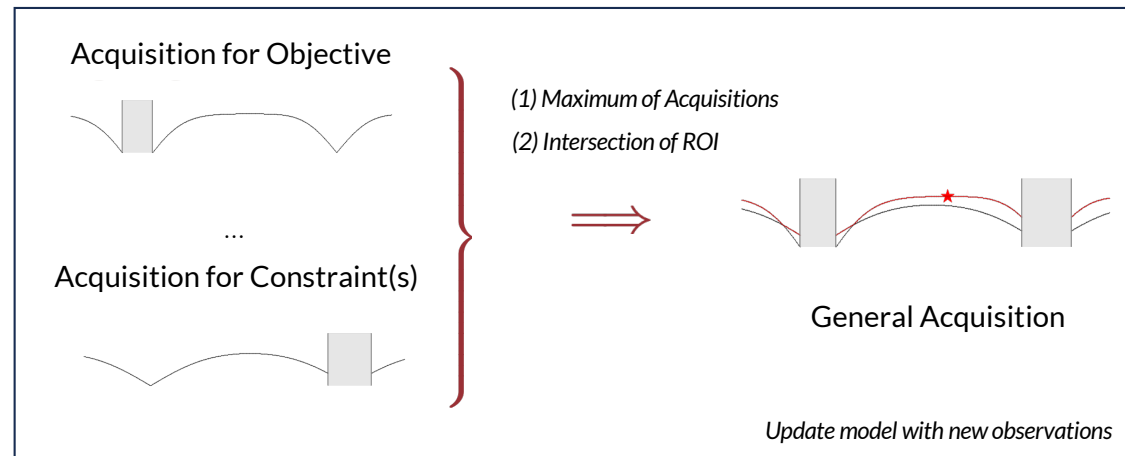 Acquisition for Objective
...
Acquisition for Constraint(s)
(1) Maximum of Acquisitions
(2) Intersection of ROI
General Acquisition
Update model with new observations